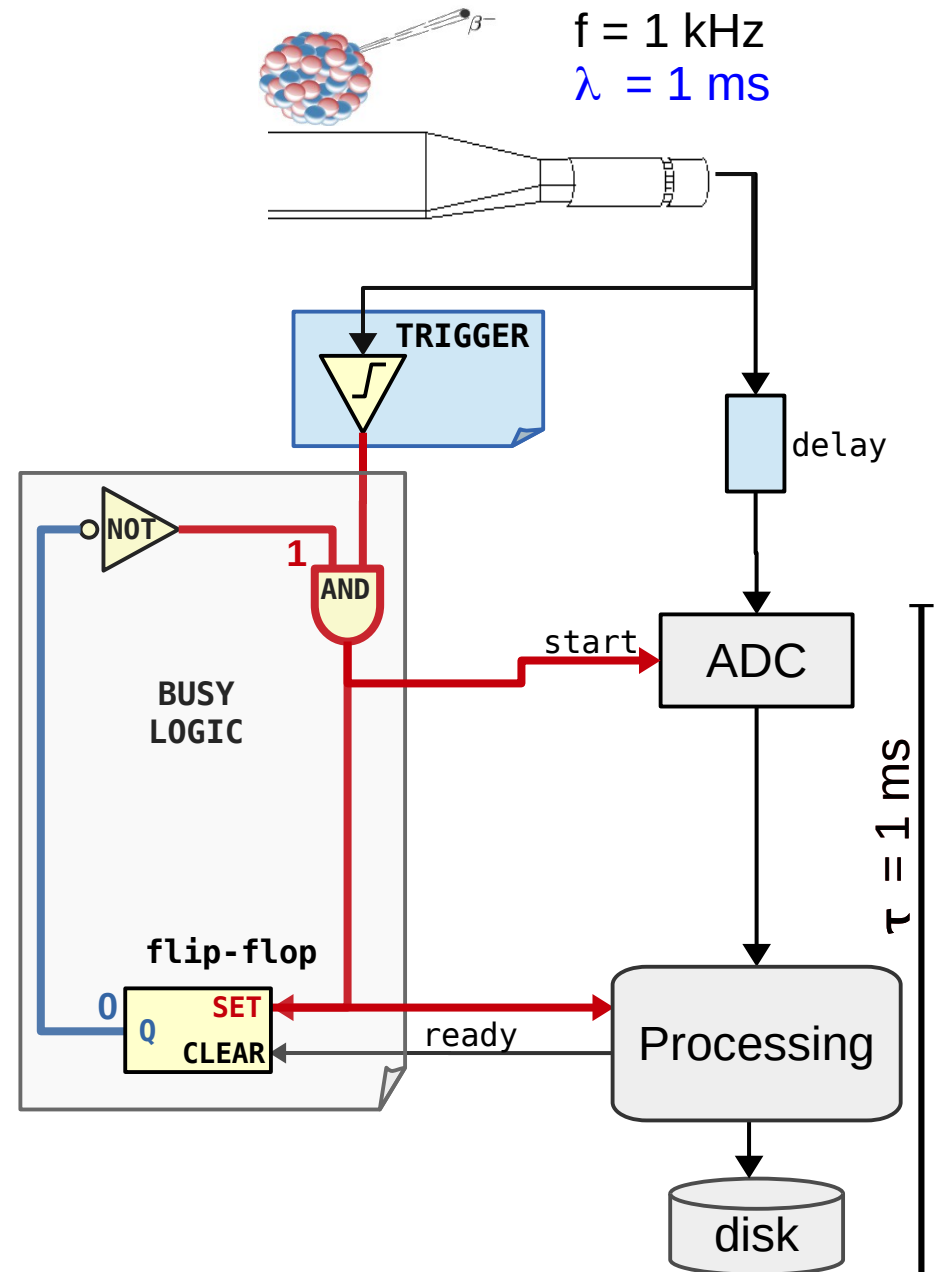 β⁻
f = 1 kHz
λ = 1 ms
TRIGGER
delay
NOT
1
AND
start
ADC
BUSY
LOGIC
τ = 1 ms
flip-flop
0
SET
Q
CLEAR
ready
Processing
disk